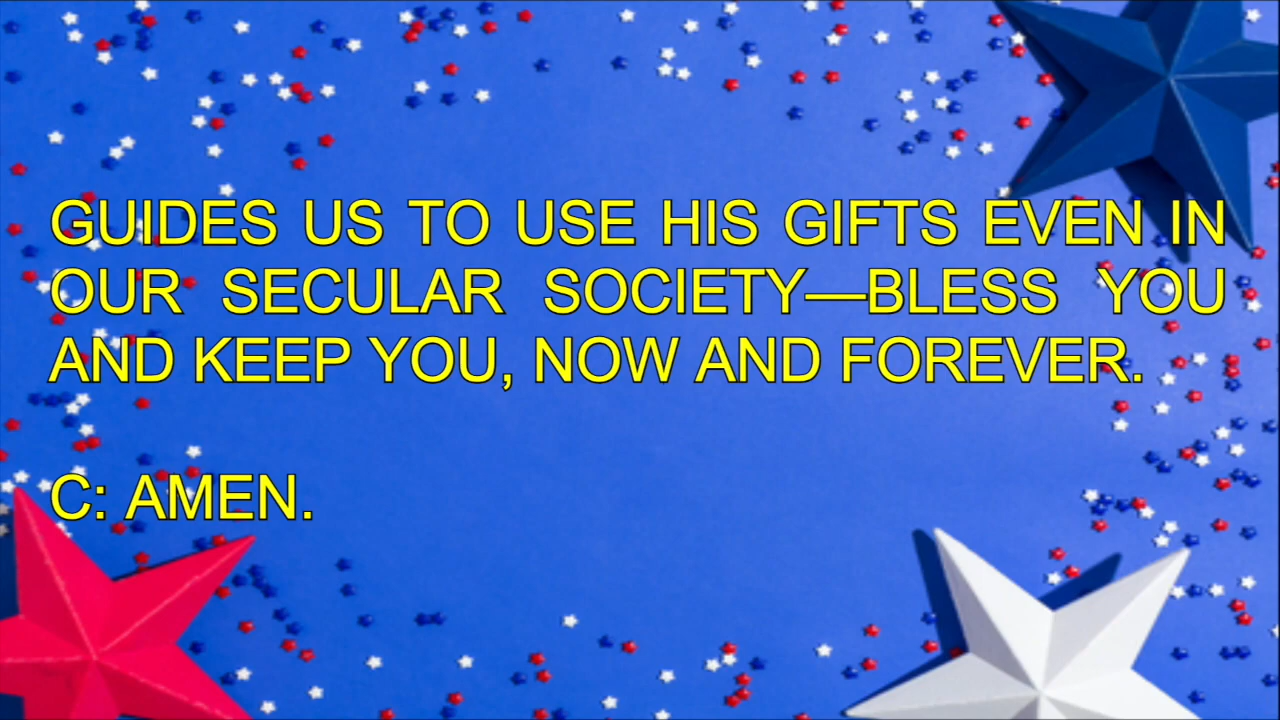 GUIDES US TO USE HIS GIFTS EVEN IN
OUR SECULAR SOCIETY—BLESS YOU
AND KEEP YOU, NOW AND FOREVER.
C: AMEN.